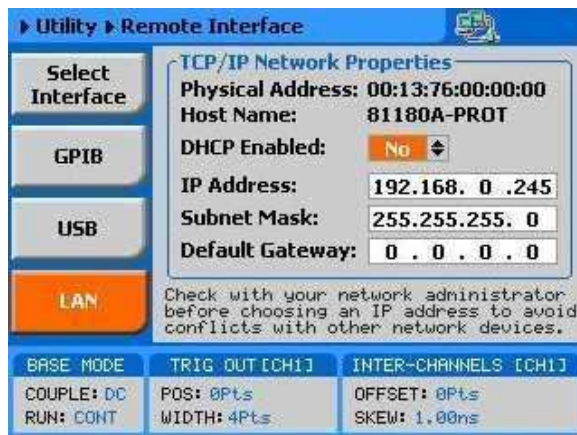 Utility Remote Interface
Select Interface
GPIB
USB
LAN
TCP/IP Network Properties
Physical Address: 00:13:76:00:00:00
Host Name: 81180A-PROT
DHCP Enabled: No
IP Address: 192.168. 0 .245
Subnet Mask: 255.255.255. 0
Default Gateway: 0 . 0 . 0 . 0
Check with your network administrator
before choosing an IP address to avoid
conflicts with other network devices.
BASE MODE
COUPLE: DC
RUN: CONT
TRIG OUT [CH1]
POS: 0Pts
WIDTH: 4Pts
INTER-CHANNELS [CH1]
OFFSET: 0Pts
SKEW: 1.00ns